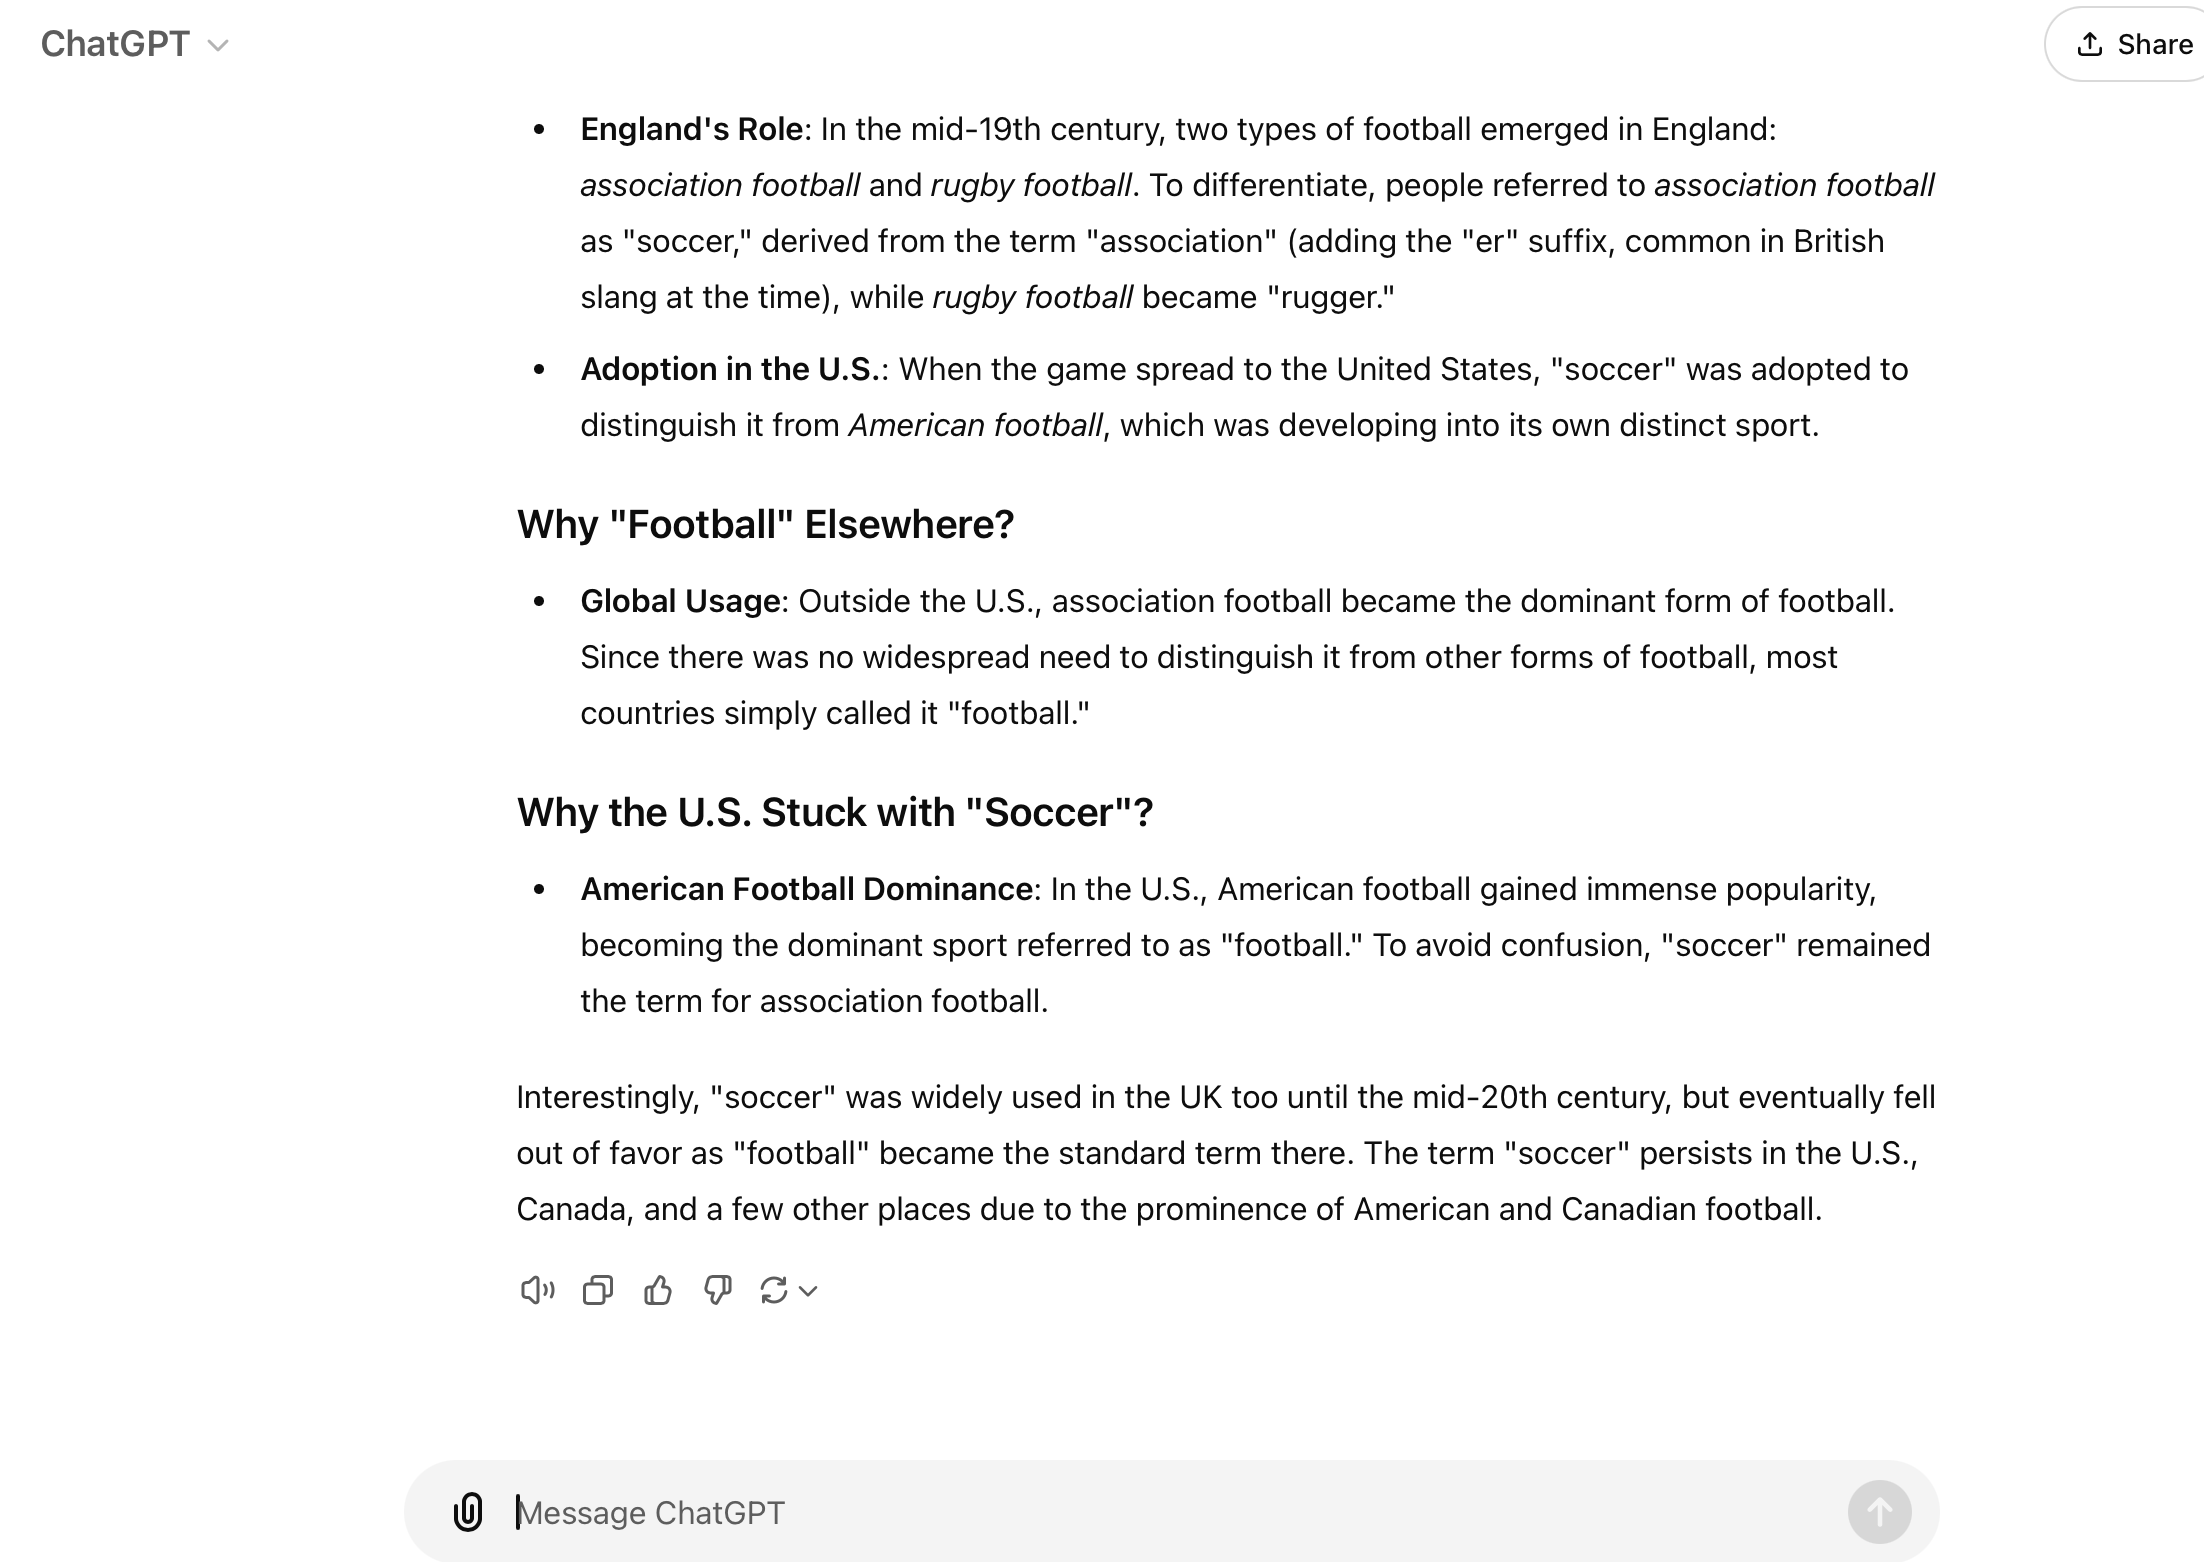 ChatGPT
Share
• England's Role: In the mid-19th century, two types of football emerged in England:
association football and rugby football. To differentiate, people referred to association football
as "soccer," derived from the term "association" (adding the "er" suffix, common in British
slang at the time), while rugby football became "rugger."
• Adoption in the U.S.: When the game spread to the United States, "soccer" was adopted to
distinguish it from American football, which was developing into its own distinct sport.
Why "Football" Elsewhere?
• Global Usage: Outside the U.S., association football became the dominant form of football.
Since there was no widespread need to distinguish it from other forms of football, most
countries simply called it "football."
Why the U.S. Stuck with "Soccer"?
• American Football Dominance: In the U.S., American football gained immense popularity,
becoming the dominant sport referred to as "football." To avoid confusion, "soccer" remained
the term for association football.
Interestingly, "soccer" was widely used in the UK too until the mid-20th century, but eventually fell
out of favor as "football" became the standard term there. The term "soccer" persists in the U.S.,
Canada, and a few other places due to the prominence of American and Canadian football.
Message ChatGPT